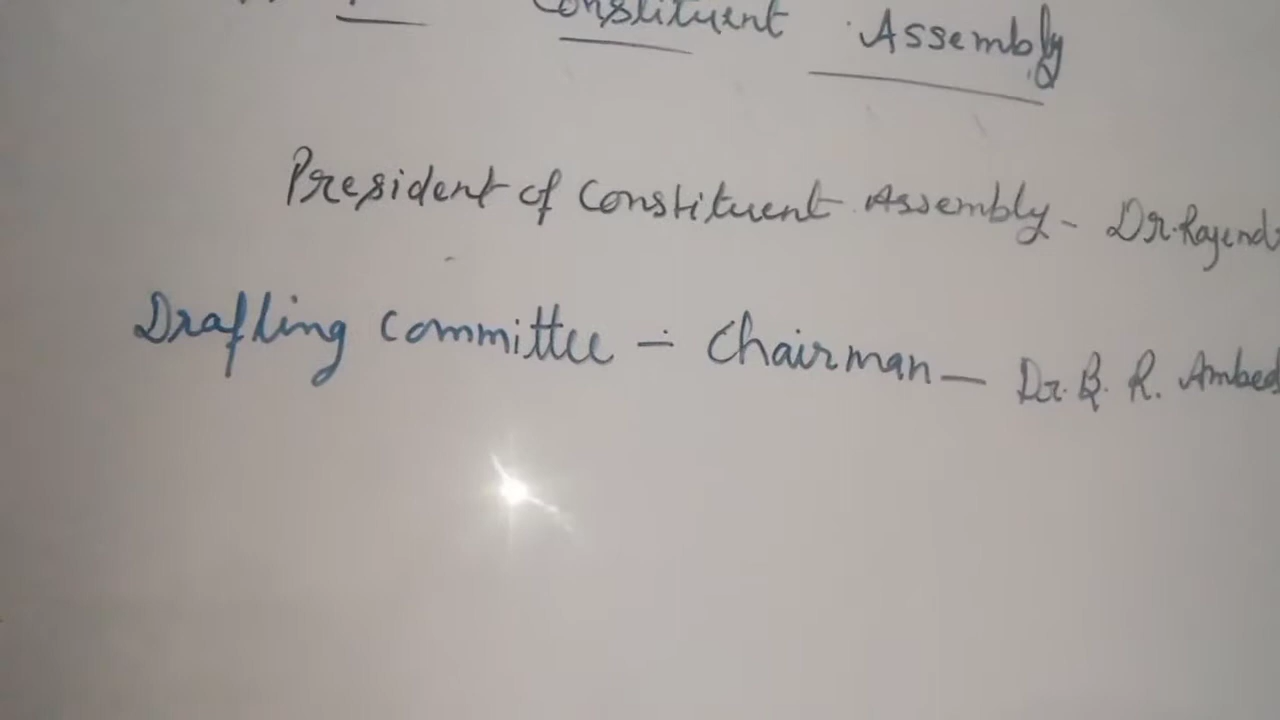 Constituent Assembly
President of Constituent Assembly - Dr. Rajend
Drafting Committee - Chairman - Dr. B. R. Ambed